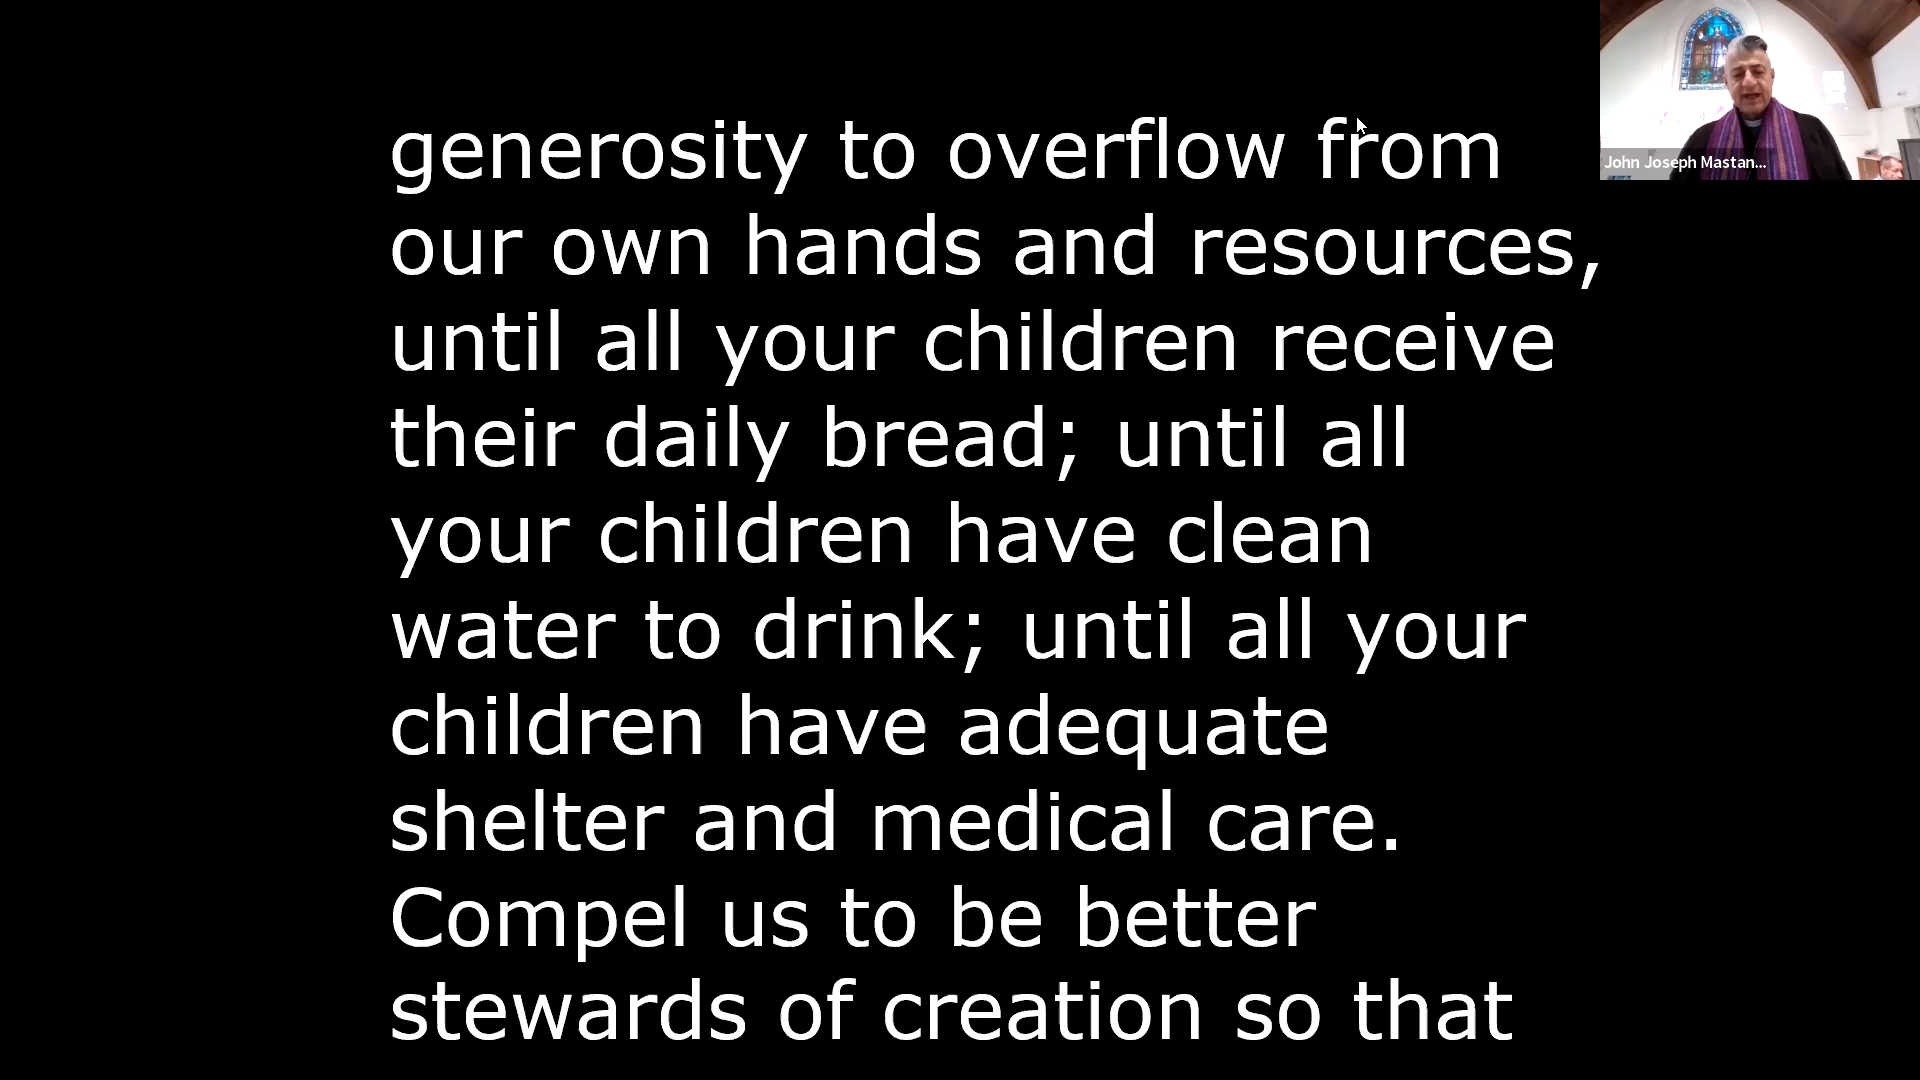 generosity to overflow from
our own hands and resources,
until all your children receive
their daily bread; until all
your children have clean
water to drink; until all your
children have adequate
shelter and medical care.
Compel us to be better
stewards of creation so that
John Joseph Mastan...